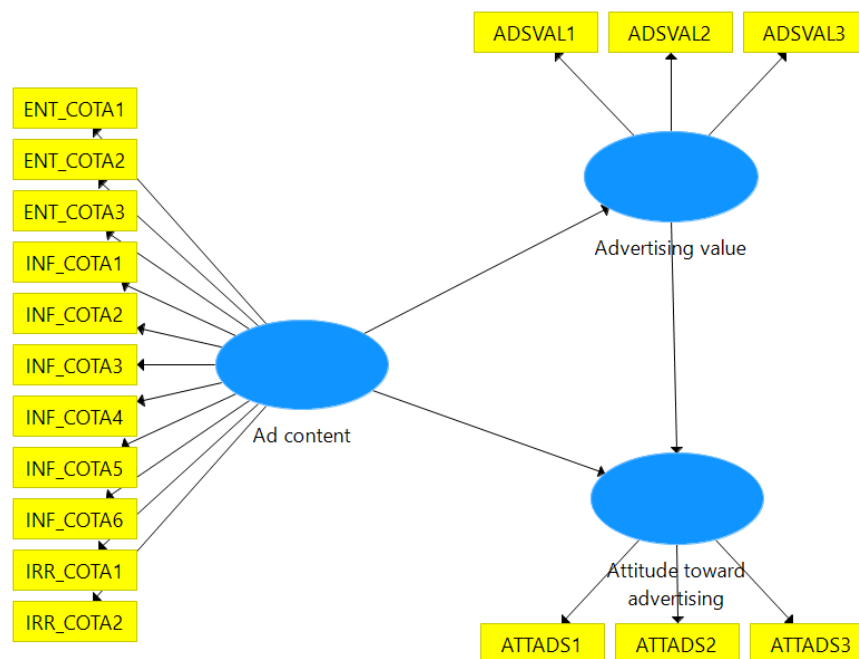 ADSVAL1
ADSVAL2
ADSVAL3
ENT_COTA1
ENT_COTA2
ENT_COTA3
INF_COTA1
INF_COTA2
INF_COTA3
INF_COTA4
INF_COTA5
INF_COTA6
IRR_COTA1
IRR_COTA2
Advertising value
Ad content
Attitude toward
advertising
ATTADS1
ATTADS2
ATTADS3